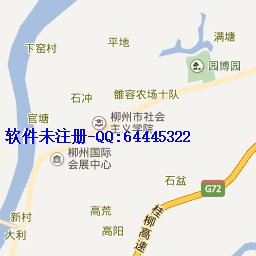 满塘
平地
下窑村
园博园
雒容农场十队
石冲
官塘
柳州市社会
主义学院
软件未注册-QQ:64445322
柳州国际
会展中心
石盆
G72
高荒
桂柳高速
新村
高阳
大利